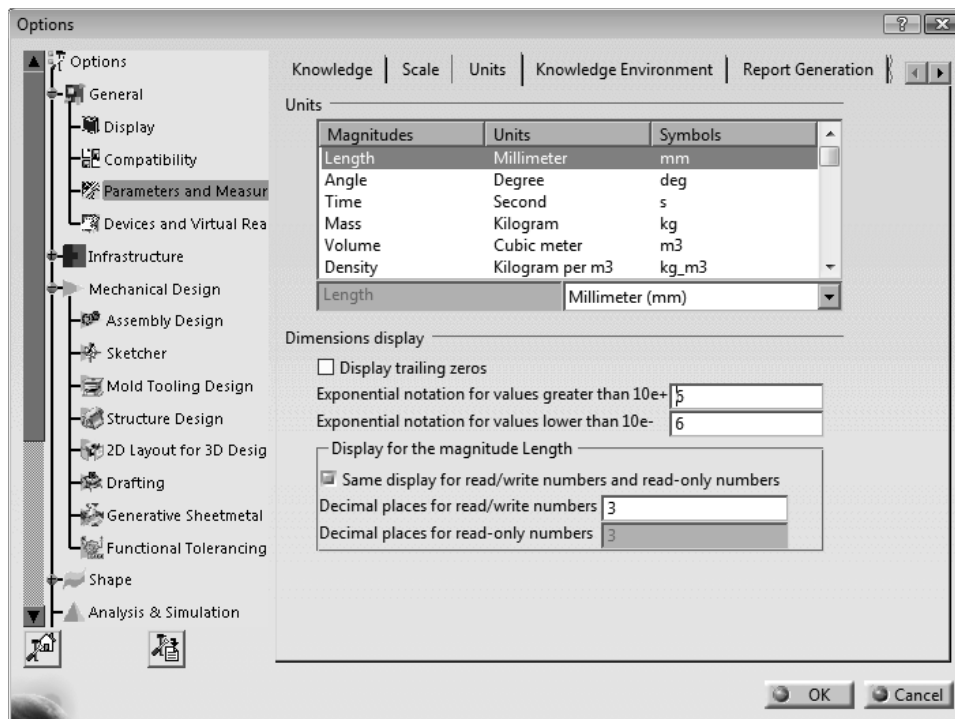 Options
Options
General
Display
Compatibility
Parameters and Measur
Devices and Virtual Rea
Infrastructure
Mechanical Design
Assembly Design
Sketcher
Mold Tooling Design
Structure Design
2D Layout for 3D Desig
Drafting
Generative Sheetmetal
Functional Tolerancing
Shape
Analysis & Simulation
Knowledge Scale Units Knowledge Environment Report Generation
Units
Magnitudes Units Symbols
Length Millimeter mm
Angle Degree deg
Time Second s
Mass Kilogram kg
Volume Cubic meter m3
Density Kilogram per m3 kg_m3
Length Millimeter (mm)
Dimensions display
Display trailing zeros
Exponential notation for values greater than 10e+ 5
Exponential notation for values lower than 10e- 6
Display for the magnitude Length
Same display for read/write numbers and read-only numbers
Decimal places for read/write numbers 3
Decimal places for read-only numbers 3
OK Cancel